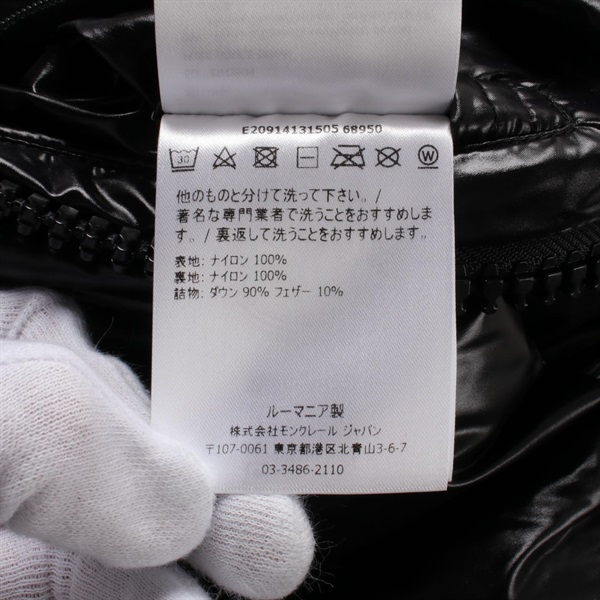 E20914131505 68950
30
W
他のものと分けて洗って下さい。/
著名な専門業者で洗うことをおすすめしま
す。/ 裏返して洗うことをおすすめします。
表地: ナイロン 100%
裏地: ナイロン 100%
詰物: ダウン 90% フェザー 10%
ルーマニア製
株式会社モンクレール ジャパン
〒107-0061 東京都港区北青山3-6-7
03-3486-2110